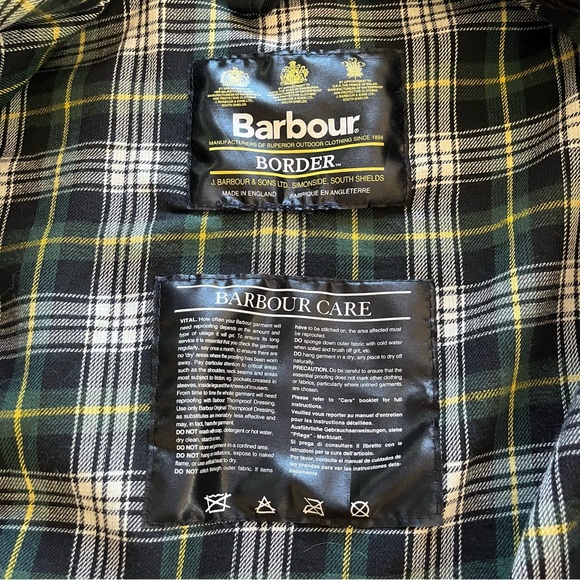 Barbour®
MANUFACTURERS OF SUPERIOR OUTDOOR CLOTHING SINCE 1894
BORDER™
J. BARBOUR & SONS LTD, SIMONSIDE, SOUTH SHIELDS
MADE IN ENGLAND FABRIQUE EN ANGLETERRE
BARBOUR CARE
VITAL. How often your Barbour garment will
need reproofing depends on the amount and
type of usage it will get. To ensure its long
service it is essential that you check the garment
regularly, say once a month, to ensure there are
no 'dry' areas where the proofing has been worn
away. Pay particular attention to critical areas
such as the shoulders, back seams and areas
most subjected to friction, eg. pockets, creases in
sleeves, inside leg and the knees of trousers.
From time to time the whole garment will need
reproofing with Barbour Thornproof Dressing.
Use only Barbour Original Thornproof Dressing,
as substitutes are invariably less effective and
may, in fact, harm the garment.
DO NOT wash with soap, detergent or hot water
dry clean, starch or iron.
DO NOT store garment in a confined area.
DO NOT hang on radiators, expose to naked
flame, or use artificial heat to dry.
DO NOT stitch through outer fabric. If items
have to be stitched on, the area affected must
be reproofed.
DO sponge down outer fabric with cold water
when soiled and brush off grit, etc.
DO hang garment in a dry, airy place to dry off
naturally.
PRECAUTION. Do be careful to ensure that the
essential proofing does not mark other clothing
or fabrics, particularly where unlined garments
are chosen.
Please refer to "Care" booklet for full
instructions.
Veuillez vous reporter au manuel d'entretien
pour les instructions détaillées.
Ausführliche Gebrauchsanweisungen, siehe
"Pflege" - Merkblatt.
Si prega di consultare il libretto con le
istruzioni per la cura dell'articolo.
Por favor, consulte el manual de cuidados de
las prendas para ver las instrucciones deta-
lladamente.